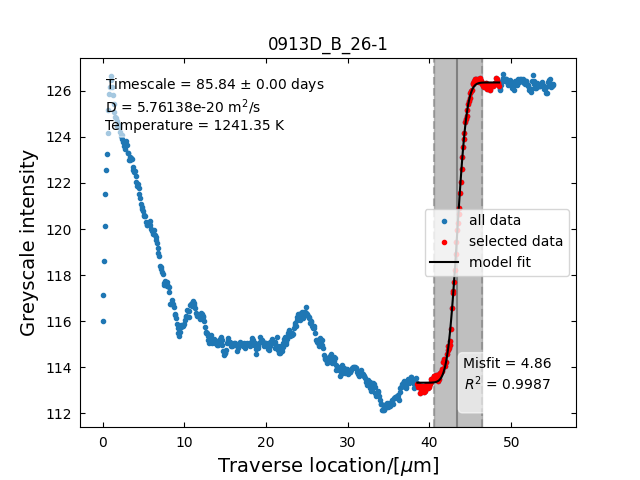 0913D_B_26-1
Timescale = 85.84 ± 0.00 days
D = 5.76138e-20 m²/s
Temperature = 1241.35 K
126
124
122
120
118
116
114
112
Greyscale intensity
all data
selected data
model fit
Misfit = 4.86
R² = 0.9987
0 10 20 30 40 50
Traverse location/[μm]